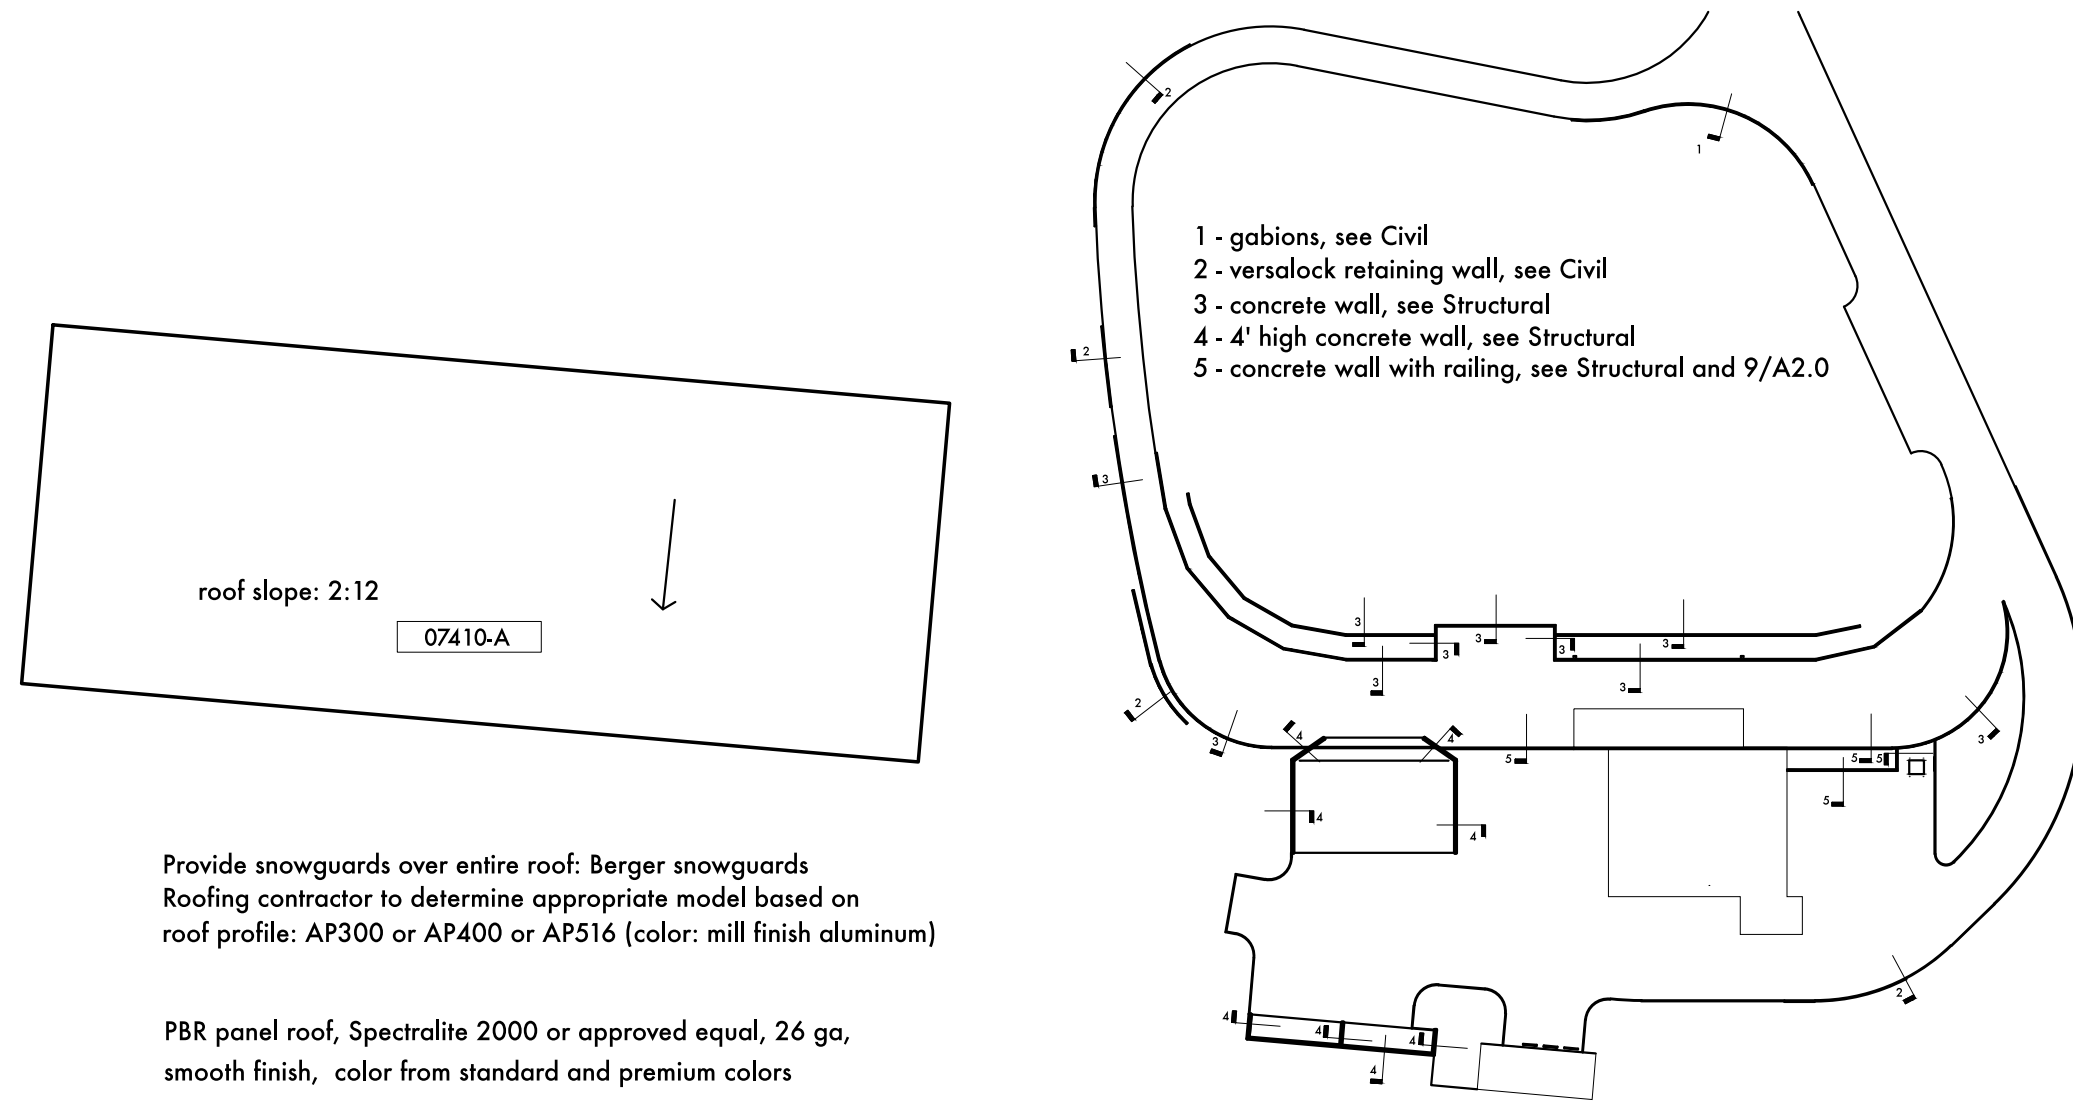 roof slope: 2:12
07410-A
Provide snowguards over entire roof: Berger snowguards
Roofing contractor to determine appropriate model based on
roof profile: AP300 or AP400 or AP516 (color: mill finish aluminum)
PBR panel roof, Spectralite 2000 or approved equal, 26 ga,
smooth finish, color from standard and premium colors
2
1
1 - gabions, see Civil
2 - versalock retaining wall, see Civil
3 - concrete wall, see Structural
4 - 4' high concrete wall, see Structural
5 - concrete wall with railing, see Structural and 9/A2.0
2
3
3
3
3
3
3
3
3
2
3
4
4
5
5
5
3
5
4
4
2
4
4
4
4